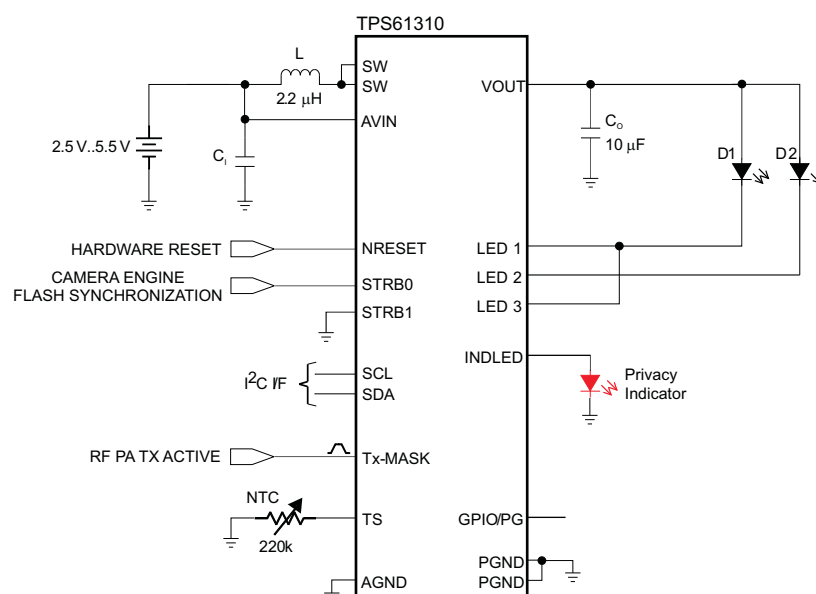 TPS61310
L
2.2 μH
SW
SW
AVIN
2.5 V..5.5 V
C_I
VOUT
C_O
10 μF
D1
D2
HARDWARE RESET
NRESET
LED 1
CAMERA ENGINE
FLASH SYNCHRONIZATION
STRB0
LED 2
STRB1
LED 3
INDLED
I²C I/F
SCL
SDA
Privacy
Indicator
RF PA TX ACTIVE
Tx-MASK
NTC
220k
TS
GPIO/PG
AGND
PGND
PGND